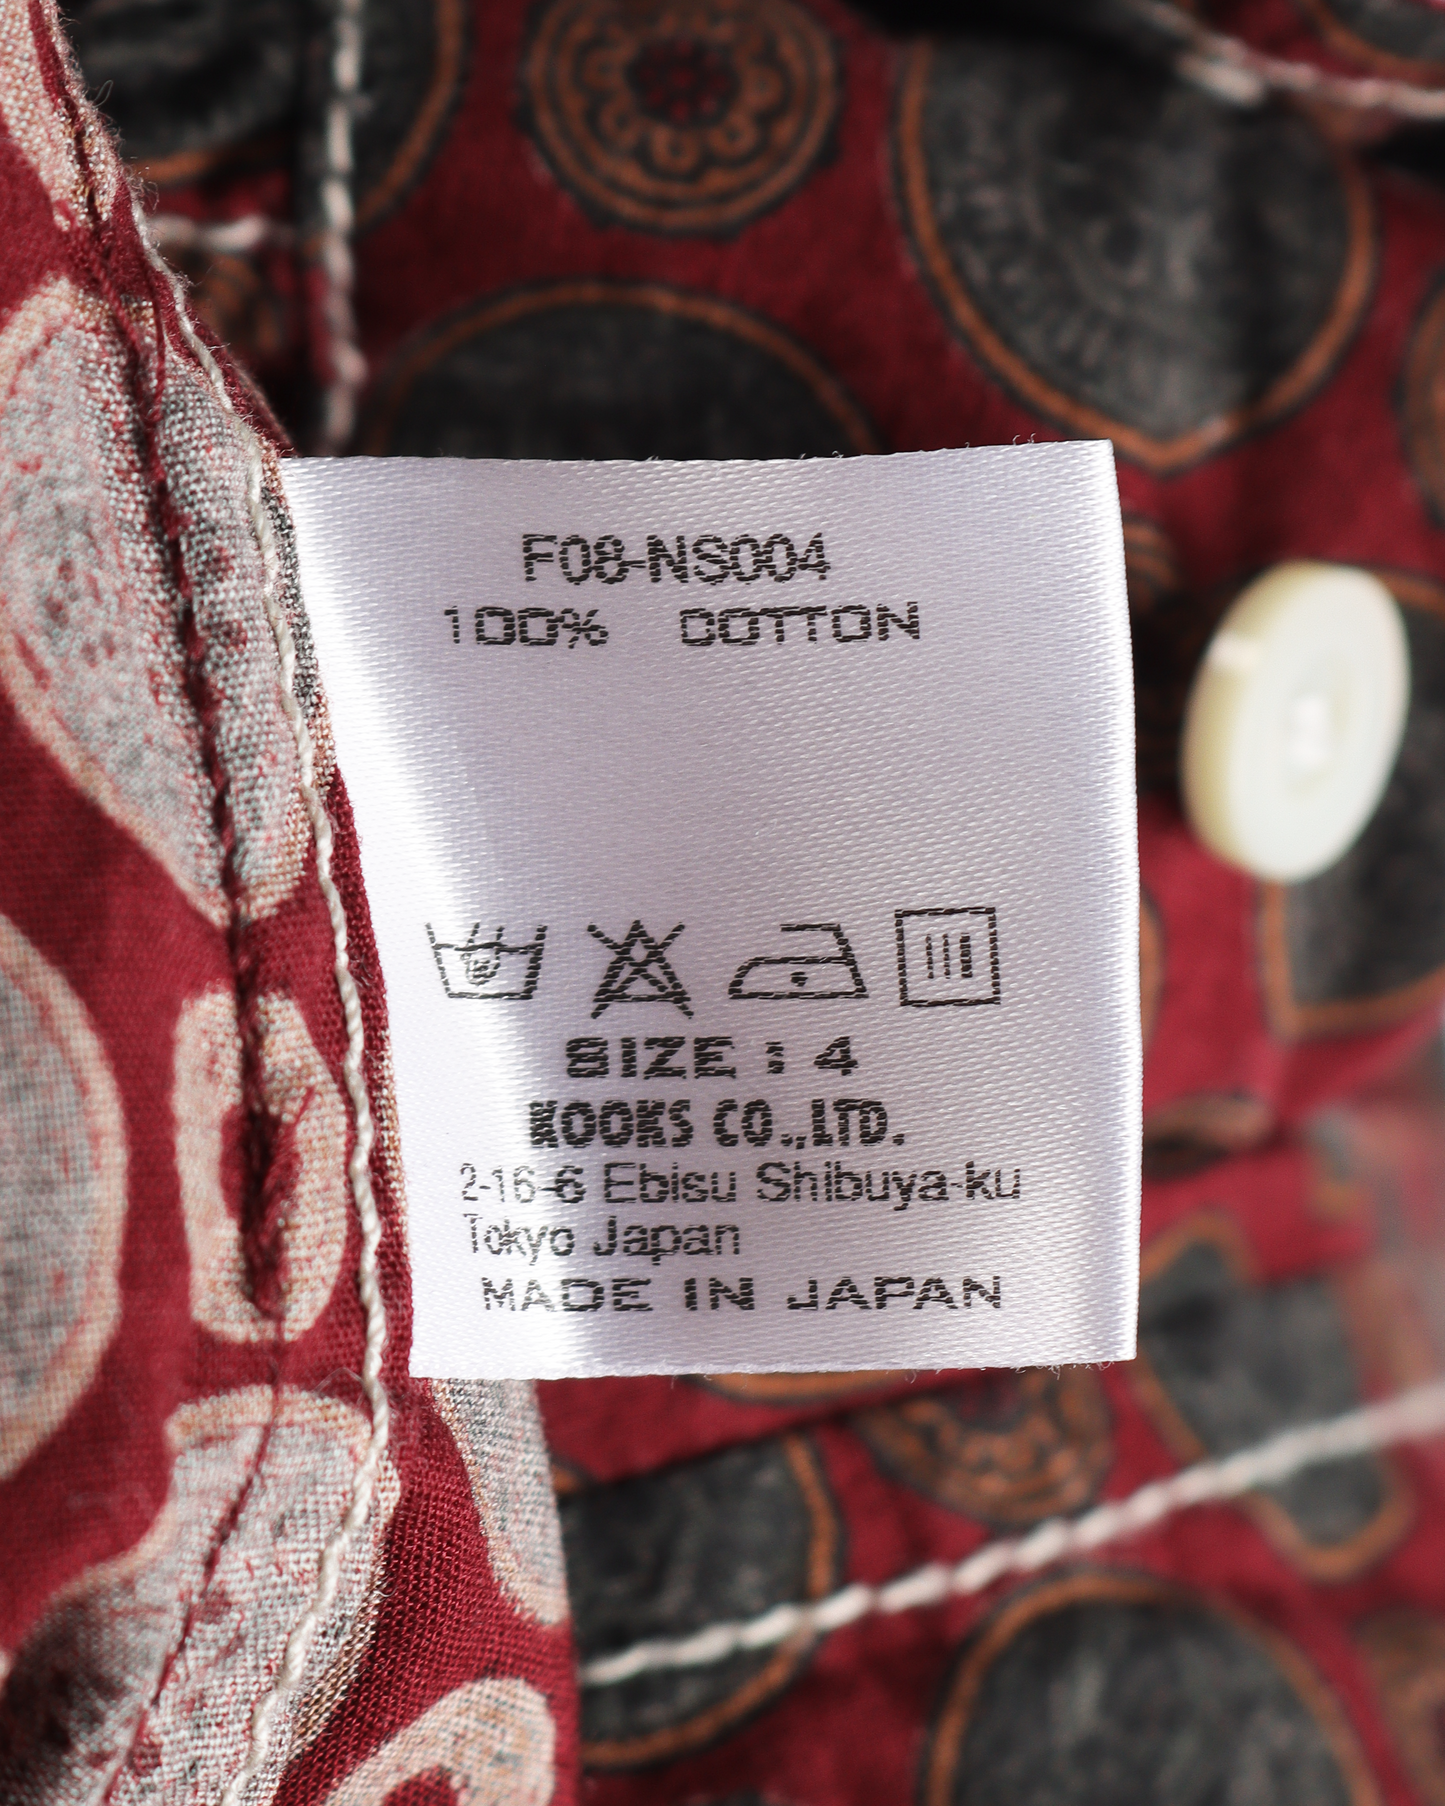 F08-NS004
100% COTTON
SIZE : 4
KOOKS CO.,LTD.
2-16-6 Ebisu Shibuya-ku
Tokyo Japan
MADE IN JAPAN